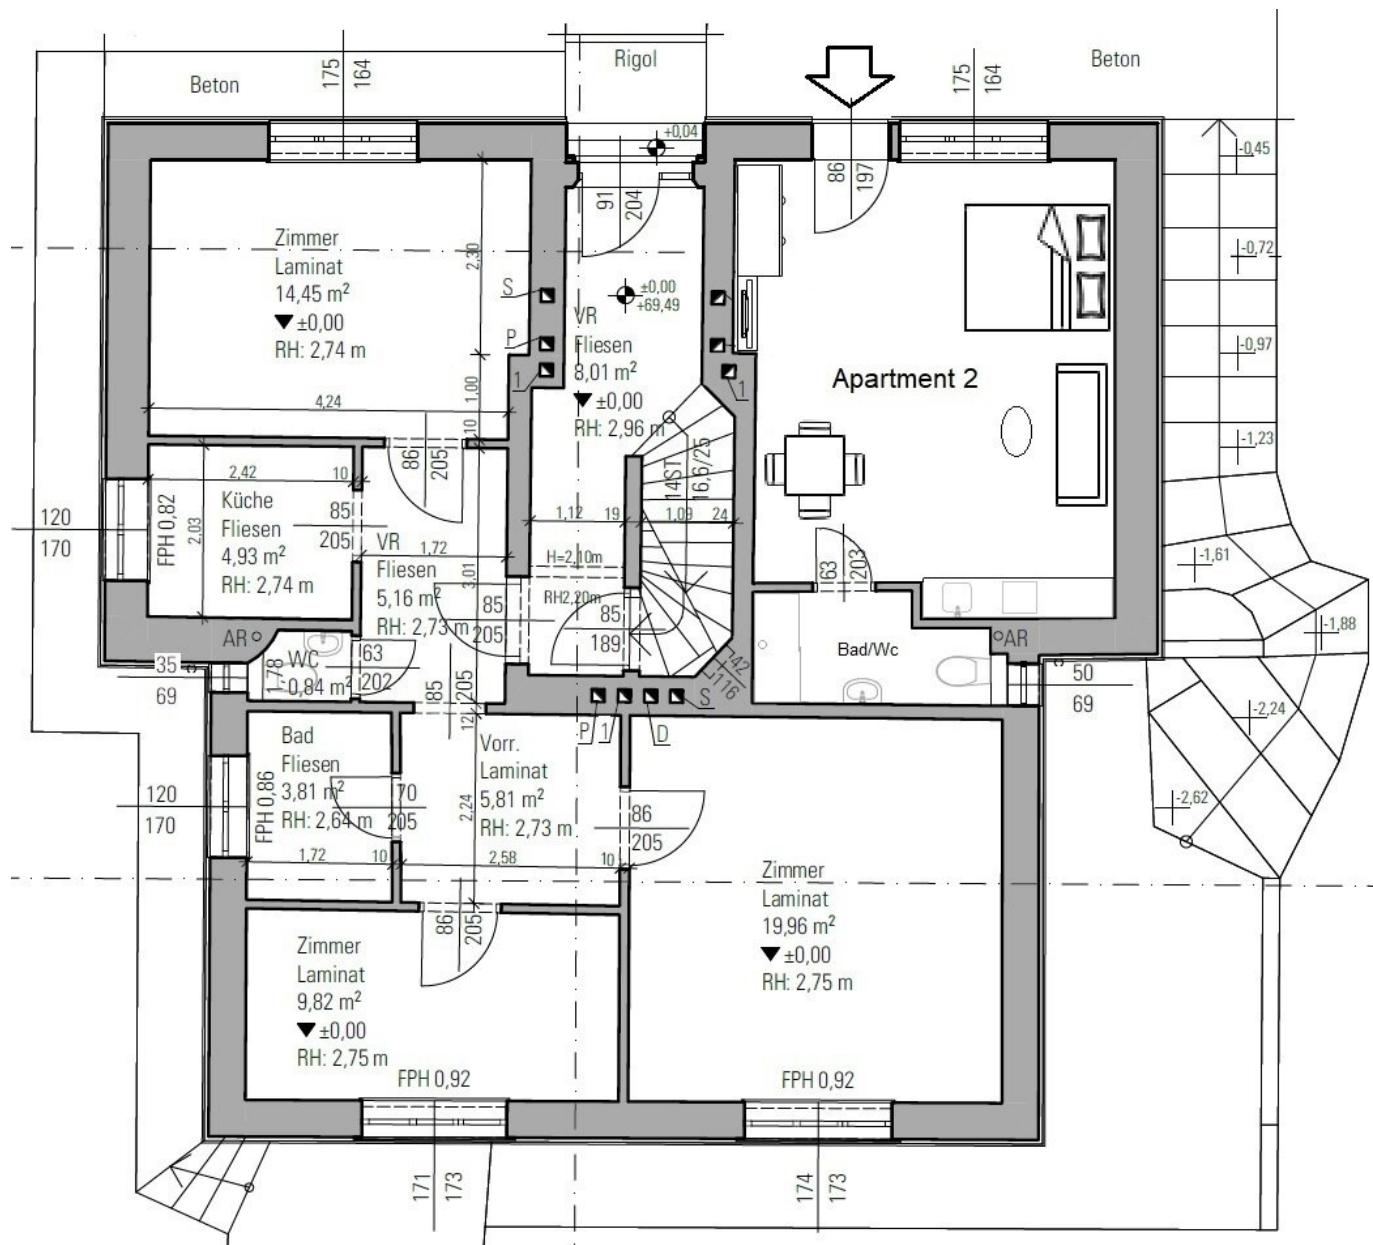 Beton
175
164
Rigol
175
164
Beton
+0,04
86
197
-0,45
91
204
Zimmer
Laminat
14,45 m²
±0,00
RH: 2,74 m
2,30
S
P
1
±0,00
+69,49
VR
Fliesen
8,01 m²
±0,00
RH: 2,96 m
1
-0,72
-0,97
Apartment 2
4,24
1,00
10
86
205
14ST
16,6/25
-1,23
2,42
10
Küche
Fliesen
4,93 m²
RH: 2,74 m
FPH 0,82
2,03
120
170
85
205
VR
Fliesen
5,16 m²
RH: 2,73 m
1,72
3,01
1,12
19
1,09
24
H=2,10m
RH2,20m
85
205
85
189
63
203
-1,61
AR
WC
0,84 m²
1,78
63
202
35
69
85
205
12
42
116
Bad/Wc
AR
50
69
-1,88
P
1
D
S
-2,24
Bad
Fliesen
3,81 m²
RH: 2,64 m
FPH 0,86
120
170
1,72
10
70
205
Vorr.
Laminat
5,81 m²
RH: 2,73 m
2,24
2,58
10
86
205
-2,62
Zimmer
Laminat
19,96 m²
±0,00
RH: 2,75 m
86
205
Zimmer
Laminat
9,82 m²
±0,00
RH: 2,75 m
FPH 0,92
FPH 0,92
171
173
174
173